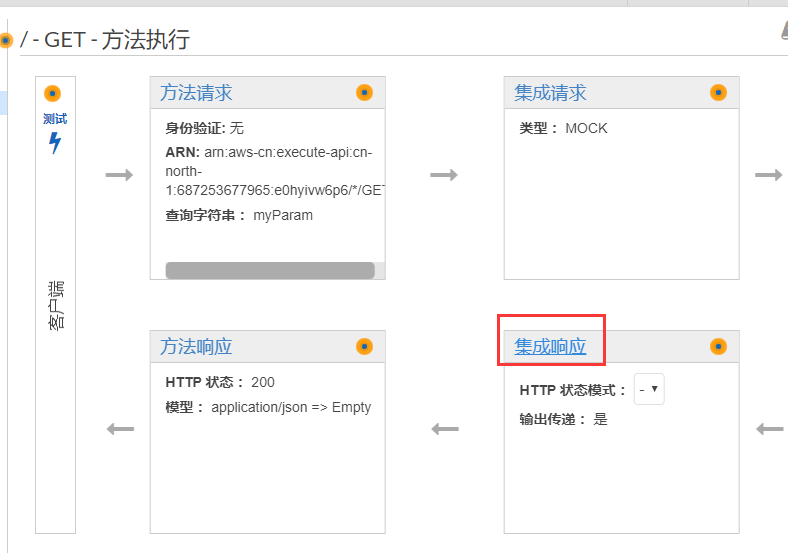 / - GET - 方法执行
测试
客户端
方法请求
身份验证: 无
ARN: arn:aws-cn:execute-api:cn-
north-
1:687253677965:e0hyivw6p6/*/GET
查询字符串： myParam
集成请求
类型： MOCK
方法响应
HTTP 状态： 200
模型： application/json => Empty
集成响应
HTTP 状态模式： -
输出传递： 是